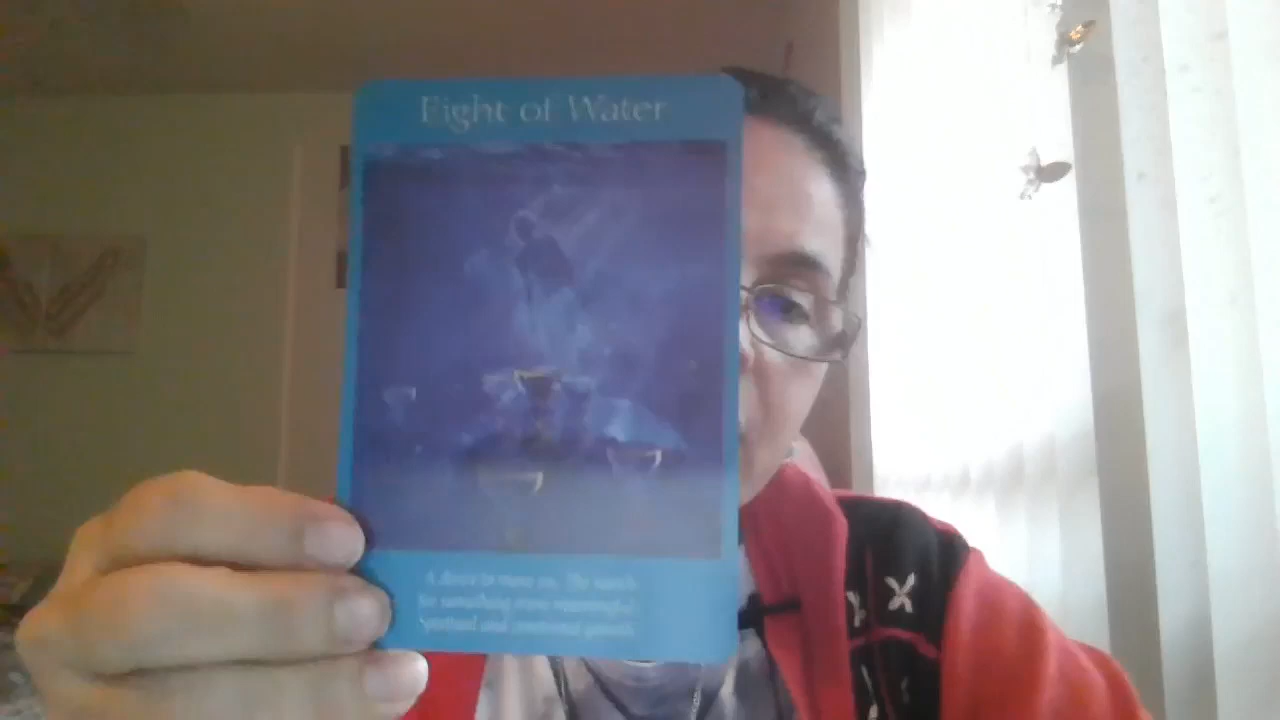 Eight of Water
A desire to move on. The search
for something more meaningful.
Spiritual and emotional growth.